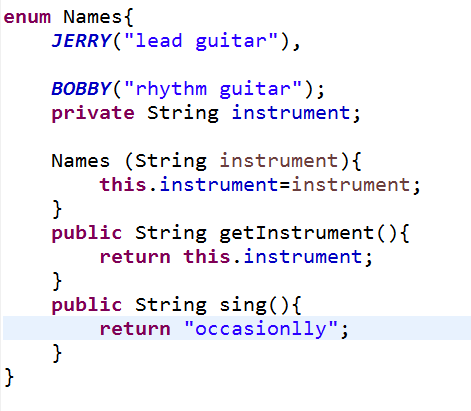 enum Names{
JERRY("lead guitar"),
BOBBY("rhythm guitar");
private String instrument;
Names (String instrument){
this.instrument=instrument;
}
public String getInstrument(){
return this.instrument;
}
public String sing(){
return "occasionlly";
}
}